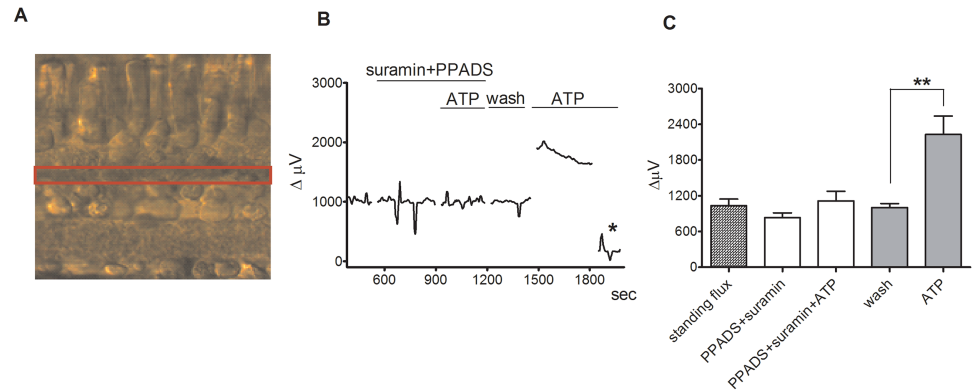 A
B
C
suramin+PPADS
ATP wash ATP
3000
2000
1000
0
Δ μV
*
600 900 1200 1500 1800
sec
3000
2400
1800
1200
600
0
ΔμV
**
standing flux
PPADS+suramin
PPADS+suramin+ATP
wash
ATP